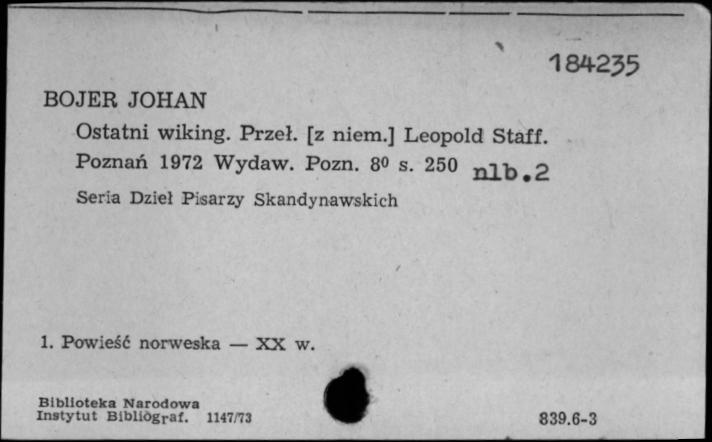 184235
BOJER JOHAN
Ostatni wiking. Przeł. [z niem.] Leopold Staff.
Poznań 1972 Wydaw. Pozn. 8⁰ s. 250 nlb.2
Seria Dzieł Pisarzy Skandynawskich
1. Powieść norweska — XX w.
Biblioteka Narodowa
Instytut Bibliograf. 1147/73
839.6-3